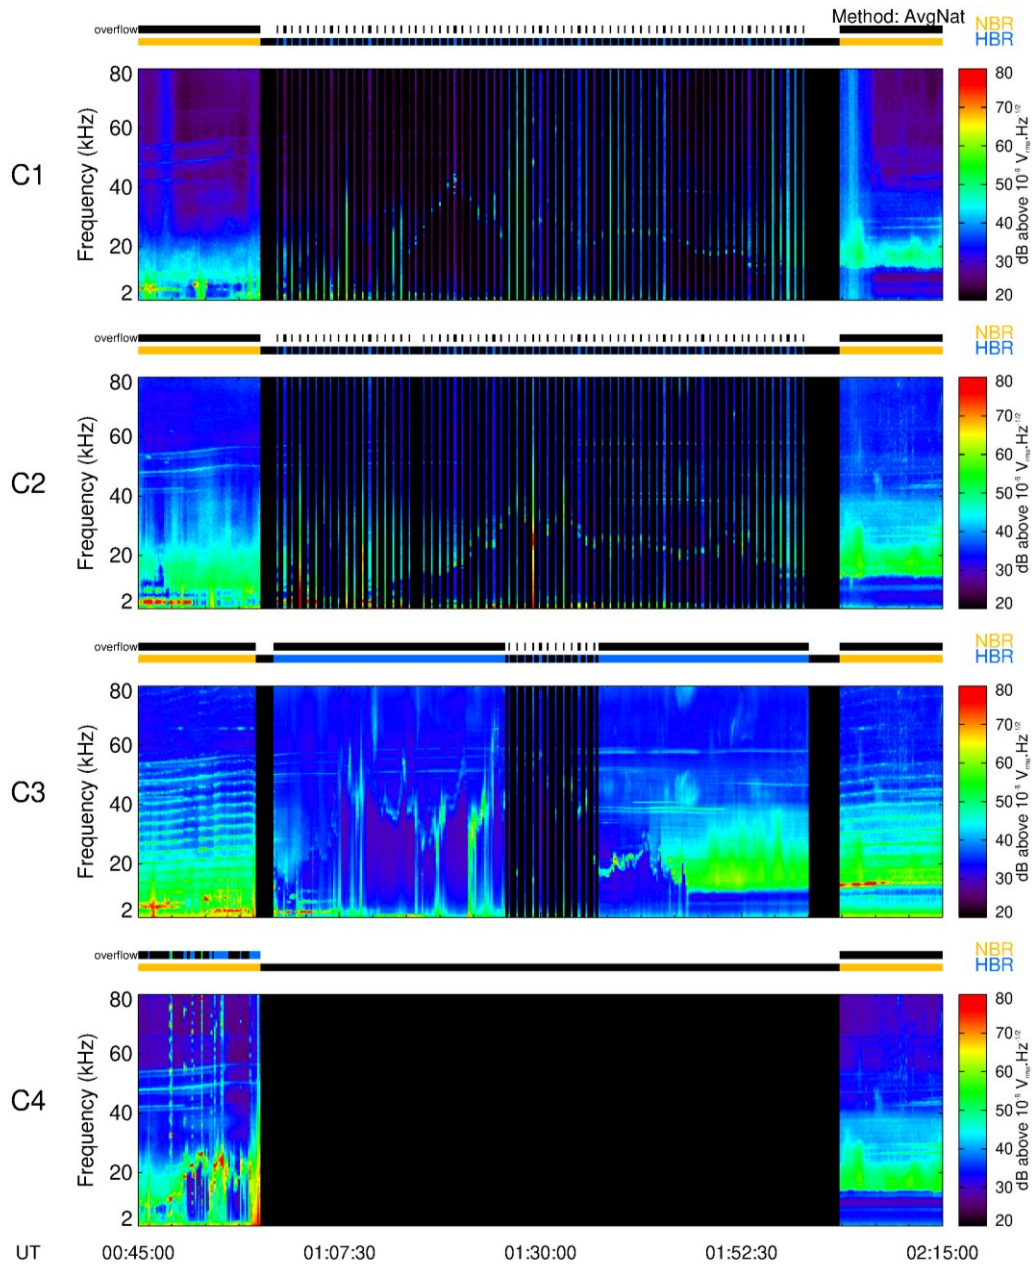 Method: AvgNat
overflow
NBR
HBR
C1
Frequency (kHz)
80
60
40
20
2
80
70
60
50
40
30
20
dB above 10⁻⁶ Vrms.Hz⁻¹/²
overflow
NBR
HBR
C2
Frequency (kHz)
80
60
40
20
2
80
70
60
50
40
30
20
dB above 10⁻⁶ Vrms.Hz⁻¹/²
overflow
NBR
HBR
C3
Frequency (kHz)
80
60
40
20
2
80
70
60
50
40
30
20
dB above 10⁻⁶ Vrms.Hz⁻¹/²
overflow
NBR
HBR
C4
Frequency (kHz)
80
60
40
20
2
80
70
60
50
40
30
20
dB above 10⁻⁶ Vrms.Hz⁻¹/²
UT 00:45:00 01:07:30 01:30:00 01:52:30 02:15:00